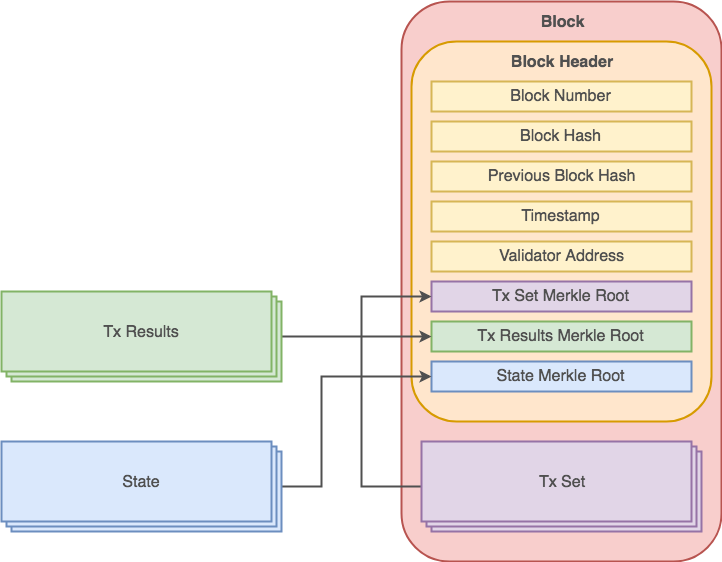 Block
Block Header
Block Number
Block Hash
Previous Block Hash
Timestamp
Validator Address
Tx Set Merkle Root
Tx Results
Tx Results Merkle Root
State Merkle Root
State
Tx Set